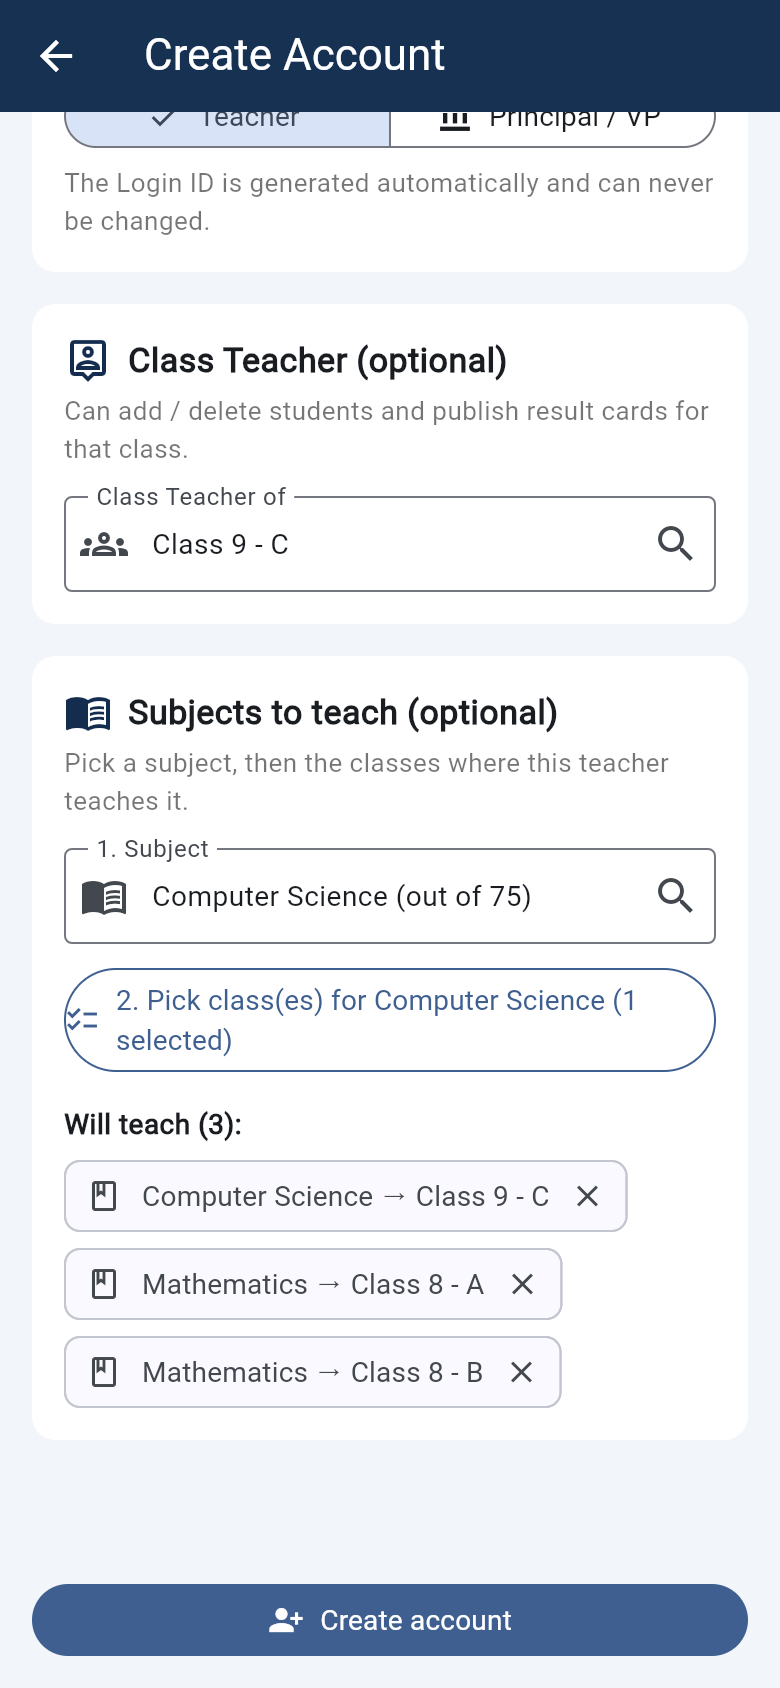 Create Account
Teacher
Principal / VP
The Login ID is generated automatically and can never
be changed.
Class Teacher (optional)
Can add / delete students and publish result cards for
that class.
Class Teacher of
Class 9 - C
Subjects to teach (optional)
Pick a subject, then the classes where this teacher
teaches it.
1. Subject
Computer Science (out of 75)
2. Pick class(es) for Computer Science (1
selected)
Will teach (3):
Computer Science → Class 9 - C
Mathematics → Class 8 - A
Mathematics → Class 8 - B
Create account